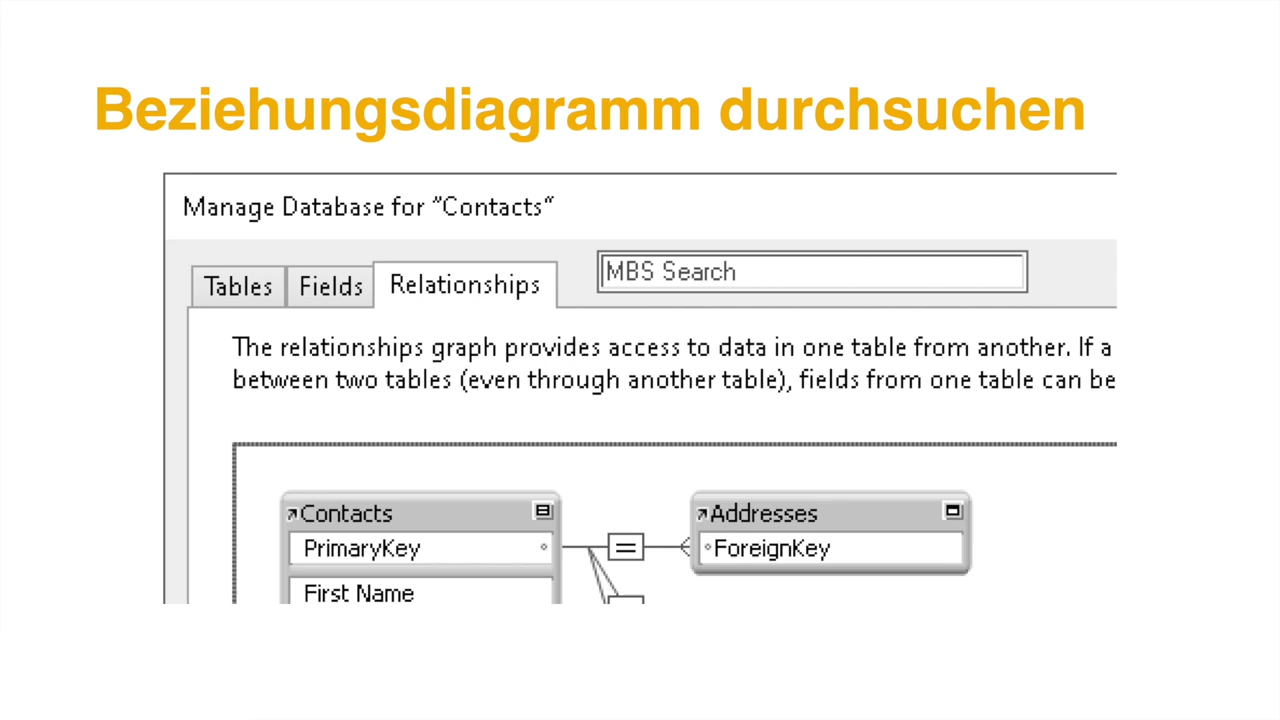 Beziehungsdiagramm durchsuchen
Manage Database for "Contacts“
Tables Fields Relationships MBS Search
The relationships graph provides access to data in one table from another. If a
between two tables (even through another table), fields from one table can be
Contacts Addresses
PrimaryKey = ForeignKey
First Name